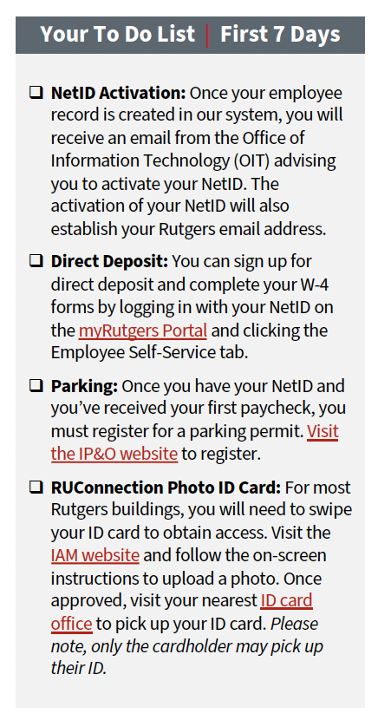 Your To Do List | First 7 Days
❑ NetID Activation: Once your employee
record is created in our system, you will
receive an email from the Office of
Information Technology (OIT) advising
you to activate your NetID. The
activation of your NetID will also
establish your Rutgers email address.
❑ Direct Deposit: You can sign up for
direct deposit and complete your W-4
forms by logging in with your NetID on
the myRutgers Portal and clicking the
Employee Self-Service tab.
❑ Parking: Once you have your NetID and
you’ve received your first paycheck, you
must register for a parking permit. Visit
the IP&O website to register.
❑ RUConnection Photo ID Card: For most
Rutgers buildings, you will need to swipe
your ID card to obtain access. Visit the
IAM website and follow the on-screen
instructions to upload a photo. Once
approved, visit your nearest ID card
office to pick up your ID card. Please
note, only the cardholder may pick up
their ID.